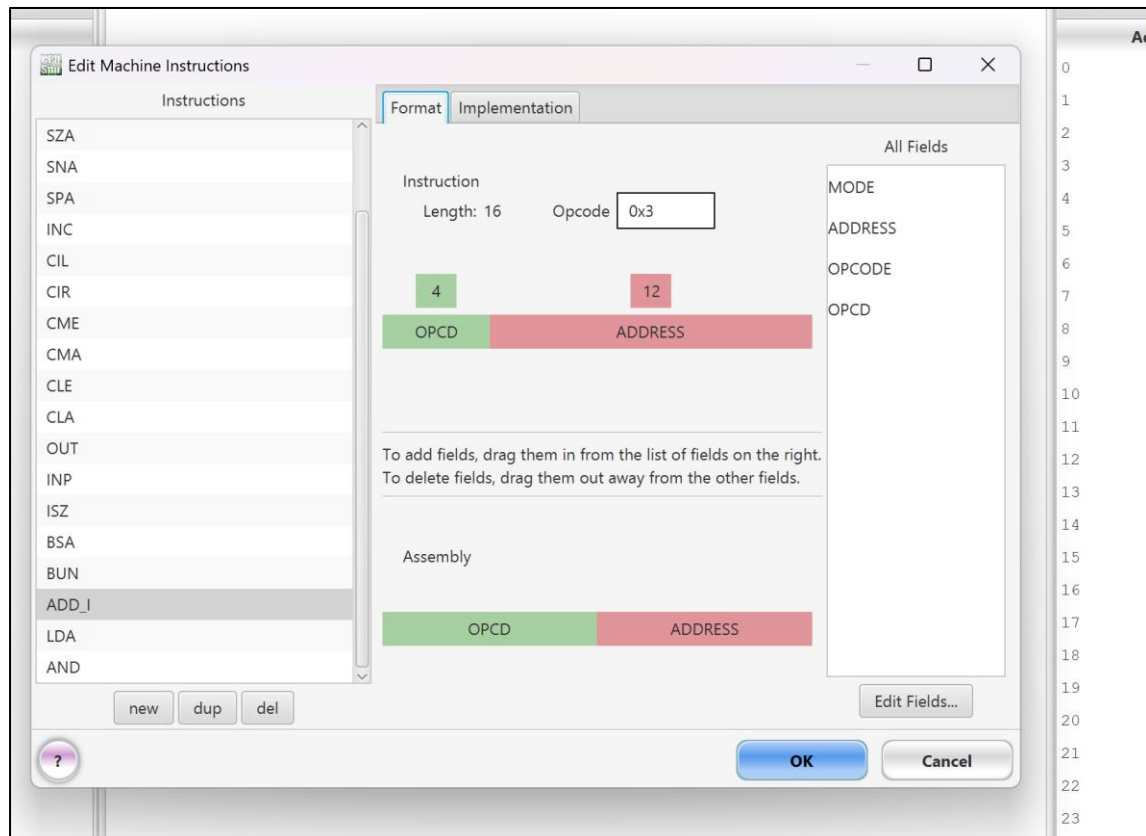 Ad
Edit Machine Instructions
Instructions
SZA
SNA
SPA
INC
CIL
CIR
CME
CMA
CLE
CLA
OUT
INP
ISZ
BSA
BUN
ADD_I
LDA
AND
new dup del
Format Implementation
Instruction
Length: 16 Opcode 0x3
4 12
OPCD ADDRESS
To add fields, drag them in from the list of fields on the right.
To delete fields, drag them out away from the other fields.
Assembly
OPCD ADDRESS
All Fields
MODE
ADDRESS
OPCODE
OPCD
Edit Fields...
? OK Cancel
0
1
2
3
4
5
6
7
8
9
10
11
12
13
14
15
16
17
18
19
20
21
22
23